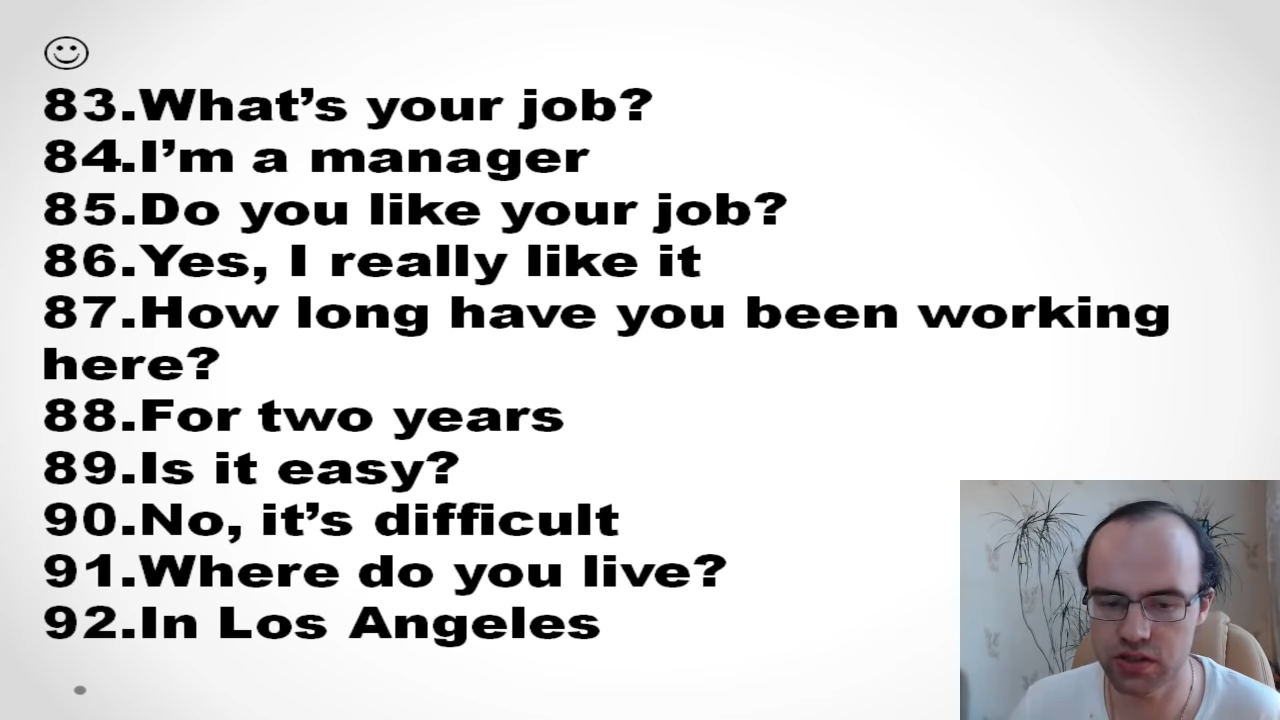 83.What's your job?
84.I'm a manager
85.Do you like your job?
86.Yes, I really like it
87.How long have you been working
here?
88.For two years
89.Is it easy?
90.No, it's difficult
91.Where do you live?
92.In Los Angeles